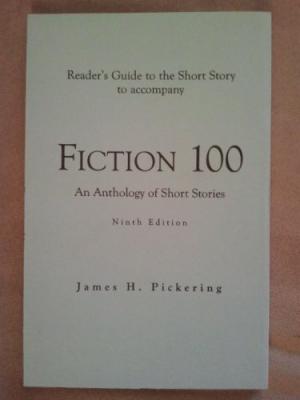 Reader's Guide to the Short Story
to accompany
FICTION 100
An Anthology of Short Stories
Ninth Edition
James H. Pickering